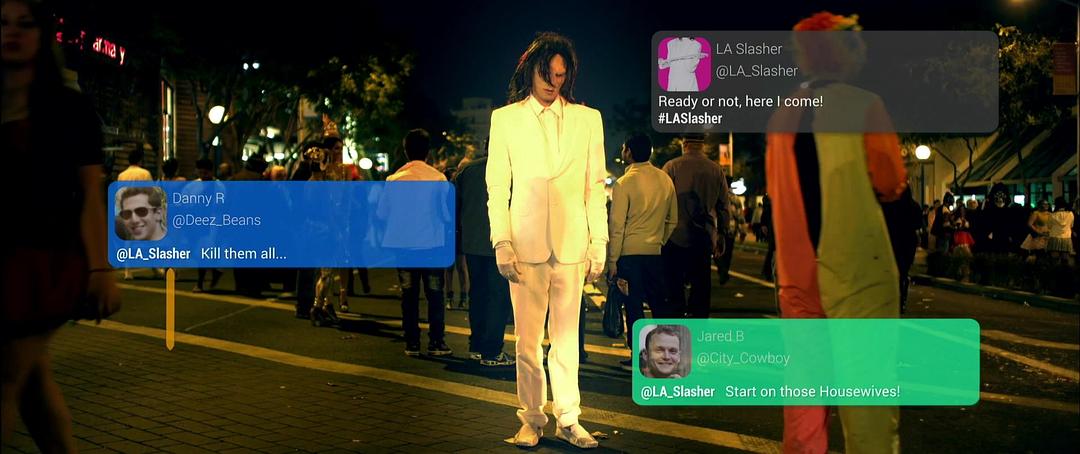 LA Slasher
@LA_Slasher
Ready or not, here I come!
#LASlasher
Danny R
@Deez_Beans
@LA_Slasher Kill them all...
Jared B
@City_Cowboy
@LA_Slasher Start on those Housewives!